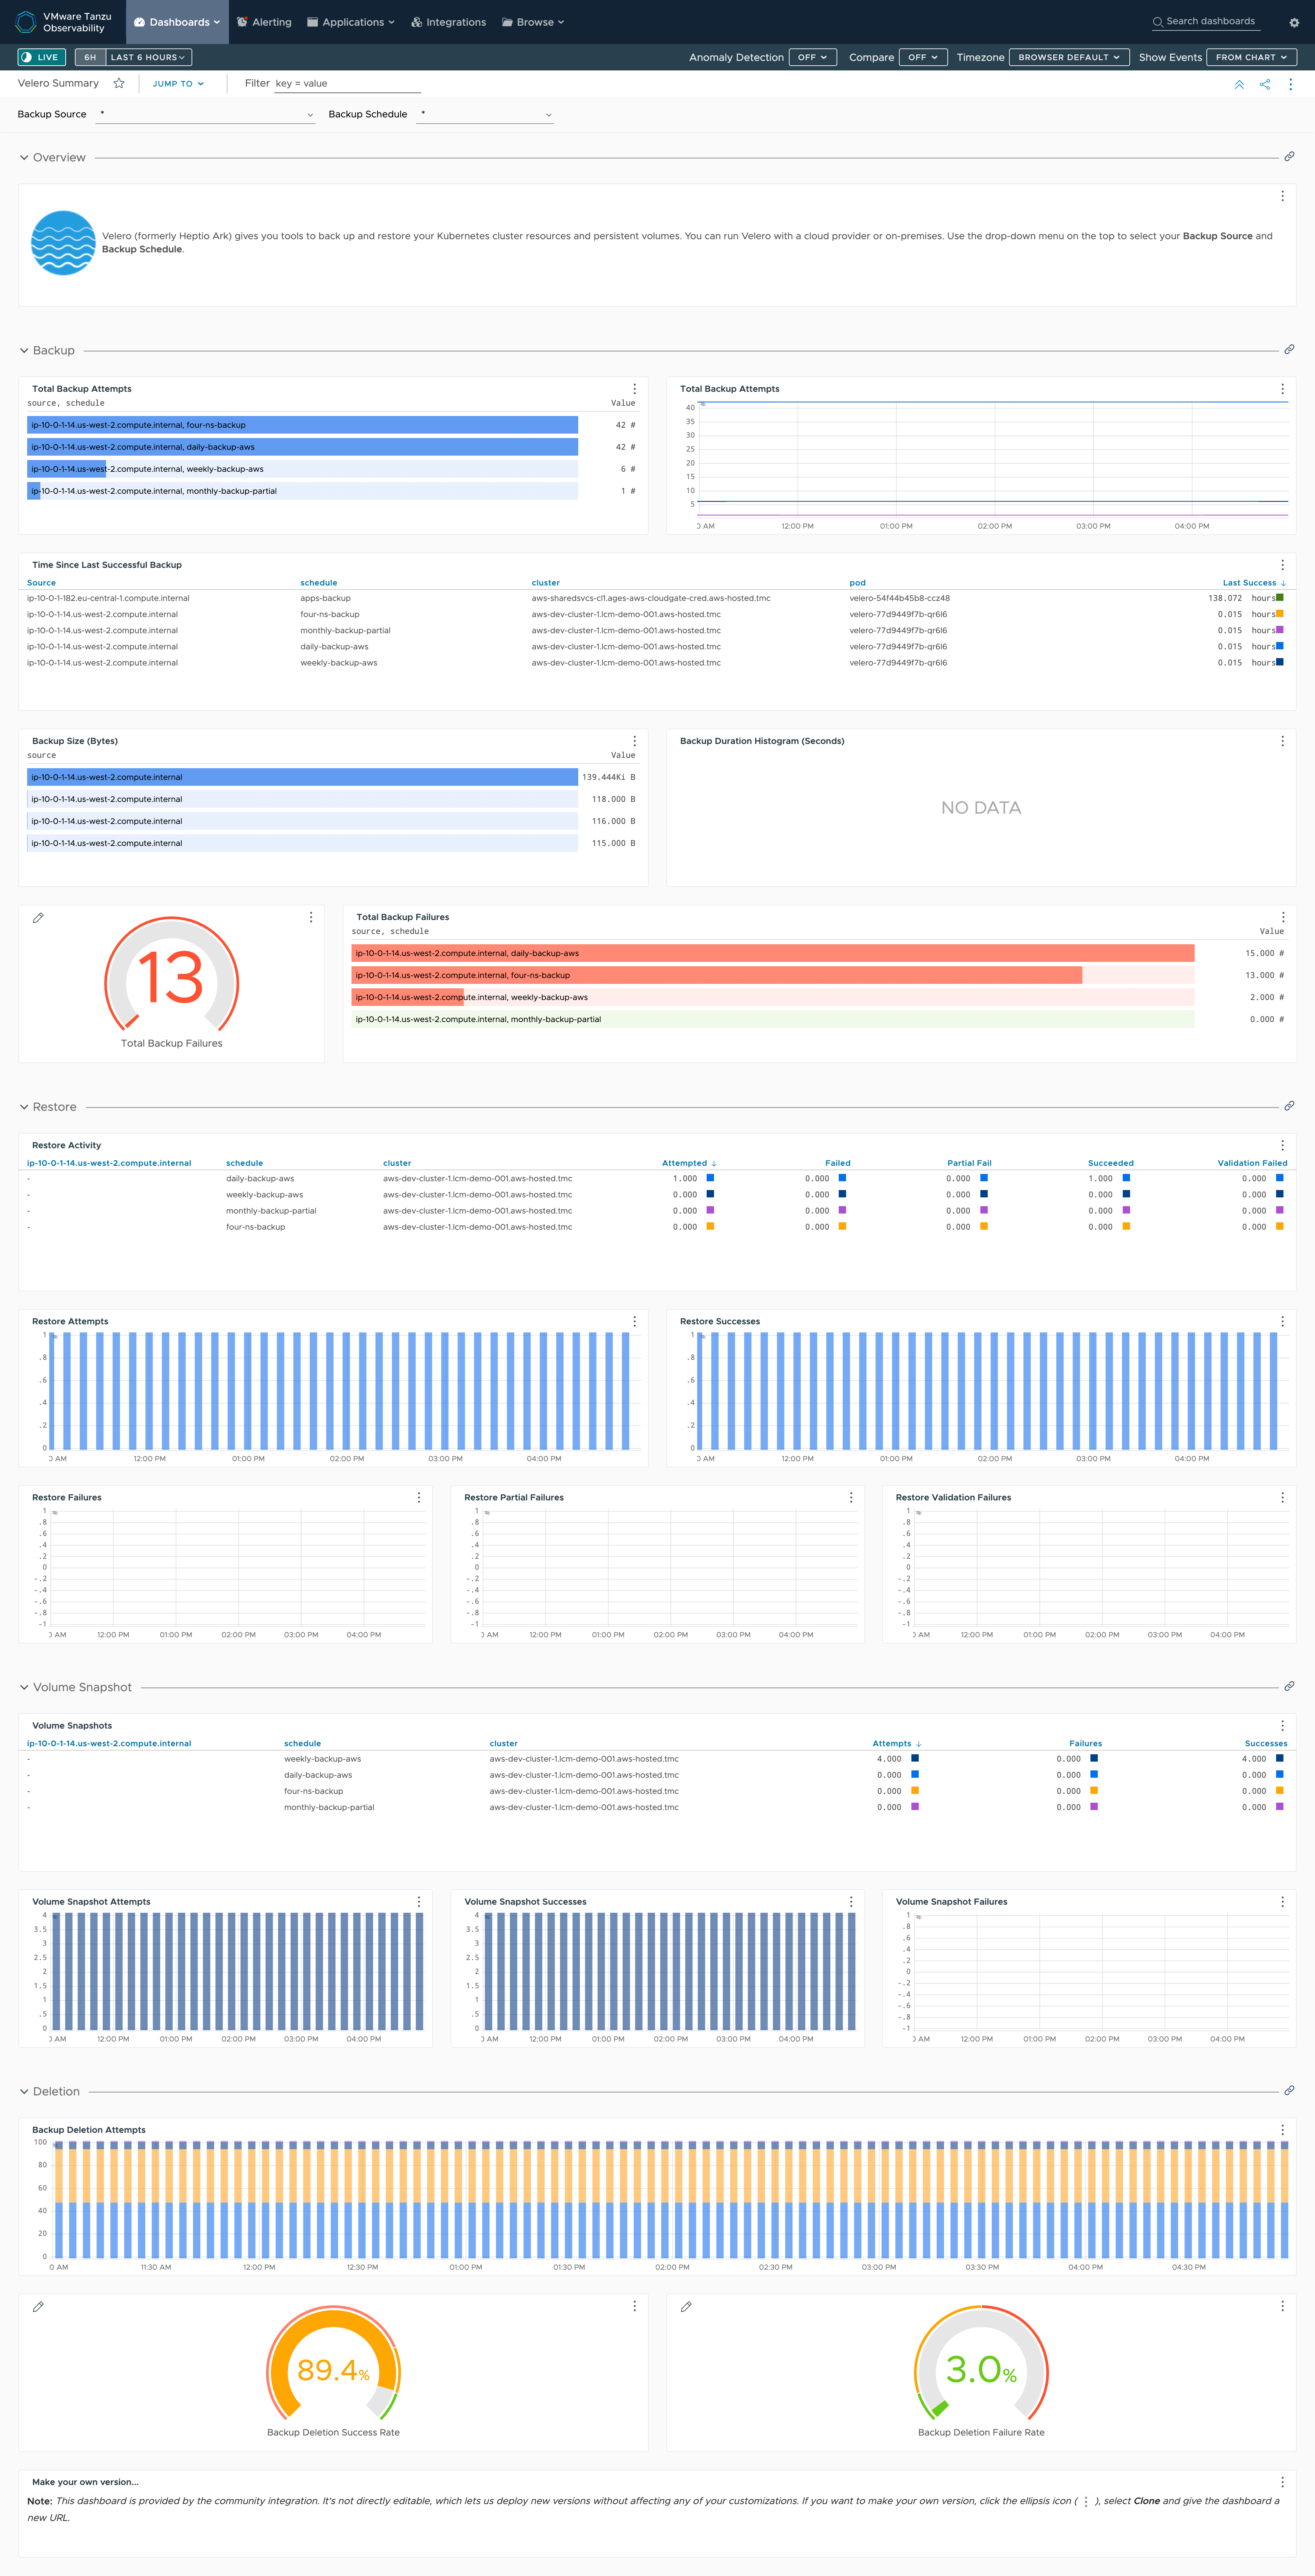 VMware Tanzu
Observability
Dashboards
Alerting
Applications
Integrations
Browse
Search dashboards
LIVE
6H LAST 6 HOURS
Anomaly Detection OFF
Compare OFF
Timezone BROWSER DEFAULT
Show Events FROM CHART
Velero Summary
JUMP TO
Filter key = value
Backup Source *
Backup Schedule *
Overview
Velero (formerly Heptio Ark) gives you tools to back up and restore your Kubernetes cluster resources and persistent volumes. You can run Velero with a cloud provider or on-premises. Use the drop-down menu on the top to select your Backup Source and
Backup Schedule.
Backup
Total Backup Attempts
source, schedule Value
ip-10-0-1-14.us-west-2.compute.internal, four-ns-backup 42 #
ip-10-0-1-14.us-west-2.compute.internal, daily-backup-aws 42 #
ip-10-0-1-14.us-west-2.compute.internal, weekly-backup-aws 6 #
ip-10-0-1-14.us-west-2.compute.internal, monthly-backup-partial 1 #
Total Backup Attempts
40
35
30
25
20
15
10
5
0 AM 12:00 PM 01:00 PM 02:00 PM 03:00 PM 04:00 PM
Time Since Last Successful Backup
Source schedule cluster pod Last Success ↓
ip-10-0-1-182.eu-central-1.compute.internal apps-backup aws-sharedsvcs-cl1.ages-aws-cloudgate-cred.aws-hosted.tmc velero-54f44b45b8-ccz48 138.072 hours
ip-10-0-1-14.us-west-2.compute.internal four-ns-backup aws-dev-cluster-1.lcm-demo-001.aws-hosted.tmc velero-77d9449f7b-qr6l6 0.015 hours
ip-10-0-1-14.us-west-2.compute.internal monthly-backup-partial aws-dev-cluster-1.lcm-demo-001.aws-hosted.tmc velero-77d9449f7b-qr6l6 0.015 hours
ip-10-0-1-14.us-west-2.compute.internal daily-backup-aws aws-dev-cluster-1.lcm-demo-001.aws-hosted.tmc velero-77d9449f7b-qr6l6 0.015 hours
ip-10-0-1-14.us-west-2.compute.internal weekly-backup-aws aws-dev-cluster-1.lcm-demo-001.aws-hosted.tmc velero-77d9449f7b-qr6l6 0.015 hours
Backup Size (Bytes)
source Value
ip-10-0-1-14.us-west-2.compute.internal 139.444Ki B
ip-10-0-1-14.us-west-2.compute.internal 118.000 B
ip-10-0-1-14.us-west-2.compute.internal 116.000 B
ip-10-0-1-14.us-west-2.compute.internal 115.000 B
Backup Duration Histogram (Seconds)
NO DATA
13
Total Backup Failures
Total Backup Failures
source, schedule Value
ip-10-0-1-14.us-west-2.compute.internal, daily-backup-aws 15.000 #
ip-10-0-1-14.us-west-2.compute.internal, four-ns-backup 13.000 #
ip-10-0-1-14.us-west-2.compute.internal, weekly-backup-aws 2.000 #
ip-10-0-1-14.us-west-2.compute.internal, monthly-backup-partial 0.000 #
Restore
Restore Activity
ip-10-0-1-14.us-west-2.compute.internal schedule cluster Attempted ↓ Failed Partial Fail Succeeded Validation Failed
- daily-backup-aws aws-dev-cluster-1.lcm-demo-001.aws-hosted.tmc 1.000 0.000 0.000 1.000 0.000
- weekly-backup-aws aws-dev-cluster-1.lcm-demo-001.aws-hosted.tmc 0.000 0.000 0.000 0.000 0.000
- monthly-backup-partial aws-dev-cluster-1.lcm-demo-001.aws-hosted.tmc 0.000 0.000 0.000 0.000 0.000
- four-ns-backup aws-dev-cluster-1.lcm-demo-001.aws-hosted.tmc 0.000 0.000 0.000 0.000 0.000
Restore Attempts
1
.8
.6
.4
.2
0
0 AM 12:00 PM 01:00 PM 02:00 PM 03:00 PM 04:00 PM
Restore Successes
1
.8
.6
.4
.2
0
0 AM 12:00 PM 01:00 PM 02:00 PM 03:00 PM 04:00 PM
Restore Failures
1
.8
.6
.4
.2
0
-.2
-.4
-.6
-.8
-1
0 AM 12:00 PM 01:00 PM 02:00 PM 03:00 PM 04:00 PM
Restore Partial Failures
1
.8
.6
.4
.2
0
-.2
-.4
-.6
-.8
-1
0 AM 12:00 PM 01:00 PM 02:00 PM 03:00 PM 04:00 PM
Restore Validation Failures
1
.8
.6
.4
.2
0
-.2
-.4
-.6
-.8
-1
0 AM 12:00 PM 01:00 PM 02:00 PM 03:00 PM 04:00 PM
Volume Snapshot
Volume Snapshots
ip-10-0-1-14.us-west-2.compute.internal schedule cluster Attempts ↓ Failures Successes
- weekly-backup-aws aws-dev-cluster-1.lcm-demo-001.aws-hosted.tmc 4.000 0.000 4.000
- daily-backup-aws aws-dev-cluster-1.lcm-demo-001.aws-hosted.tmc 0.000 0.000 0.000
- four-ns-backup aws-dev-cluster-1.lcm-demo-001.aws-hosted.tmc 0.000 0.000 0.000
- monthly-backup-partial aws-dev-cluster-1.lcm-demo-001.aws-hosted.tmc 0.000 0.000 0.000
Volume Snapshot Attempts
4
3.5
3
2.5
2
1.5
1
.5
0
0 AM 12:00 PM 01:00 PM 02:00 PM 03:00 PM 04:00 PM
Volume Snapshot Successes
4
3.5
3
2.5
2
1.5
1
.5
0
0 AM 12:00 PM 01:00 PM 02:00 PM 03:00 PM 04:00 PM
Volume Snapshot Failures
1
.8
.6
.4
.2
0
-.2
-.4
-.6
-.8
-1
0 AM 12:00 PM 01:00 PM 02:00 PM 03:00 PM 04:00 PM
Deletion
Backup Deletion Attempts
100
80
60
40
20
0
0 AM 11:30 AM 12:00 PM 12:30 PM 01:00 PM 01:30 PM 02:00 PM 02:30 PM 03:00 PM 03:30 PM 04:00 PM 04:30 PM
89.4%
Backup Deletion Success Rate
3.0%
Backup Deletion Failure Rate
Make your own version...
Note: This dashboard is provided by the community integration. It's not directly editable, which lets us deploy new versions without affecting any of your customizations. If you want to make your own version, click the ellipsis icon ( ⋮ ), select Clone and give the dashboard a
new URL.